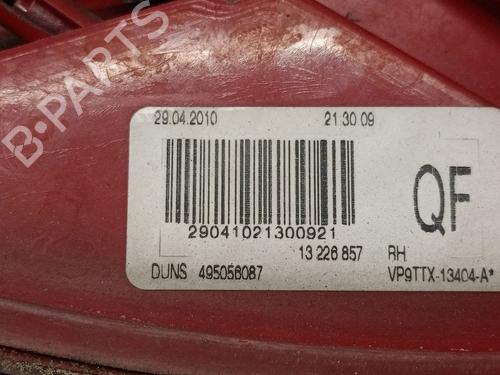 B-PARTS
29.04.2010 21 30 09
29041021300921
QF
13 226 857 RH
DUNS 495056087 VP9TTX-13404-A*